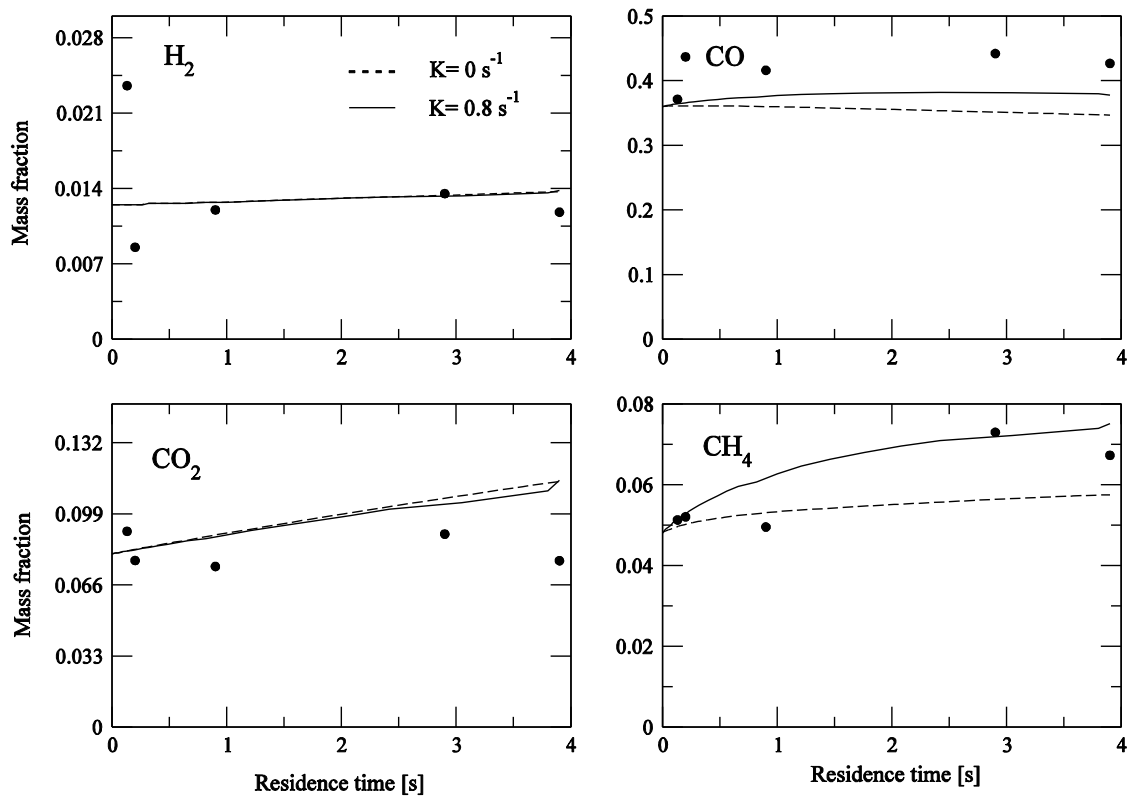 H2
K= 0 s-1
K= 0.8 s-1
0.028
0.021
0.014
0.007
0
Mass fraction
0 1 2 3 4
CO
0.5
0.4
0.3
0.2
0.1
0
0 1 2 3 4
CO2
0.132
0.099
0.066
0.033
0
Mass fraction
0 1 2 3 4
Residence time [s]
CH4
0.08
0.06
0.04
0.02
0
0 1 2 3 4
Residence time [s]